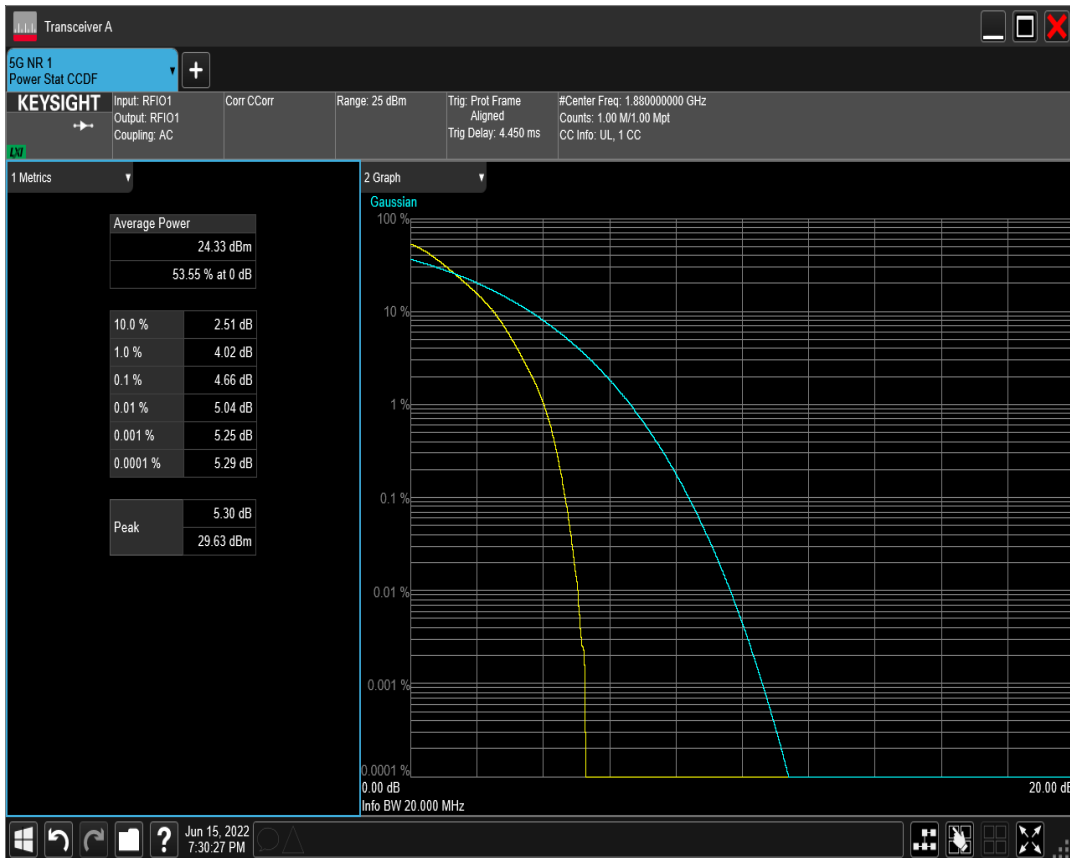 Transceiver A
5G NR 1
Power Stat CCDF
KEYSIGHT
LXI
Input: RFIO1
Output: RFIO1
Coupling: AC
Corr CCorr
Range: 25 dBm
Trig: Prot Frame
Aligned
Trig Delay: 4.450 ms
#Center Freq: 1.880000000 GHz
Counts: 1.00 M/1.00 Mpt
CC Info: UL, 1 CC
1 Metrics
Average Power
24.33 dBm
53.55 % at 0 dB
10.0 % 2.51 dB
1.0 % 4.02 dB
0.1 % 4.66 dB
0.01 % 5.04 dB
0.001 % 5.25 dB
0.0001 % 5.29 dB
Peak 5.30 dB
29.63 dBm
2 Graph
Gaussian
100 %
10 %
1 %
0.1 %
0.01 %
0.001 %
0.0001 %
0.00 dB 20.00 dB
Info BW 20.000 MHz
?
Jun 15, 2022
7:30:27 PM